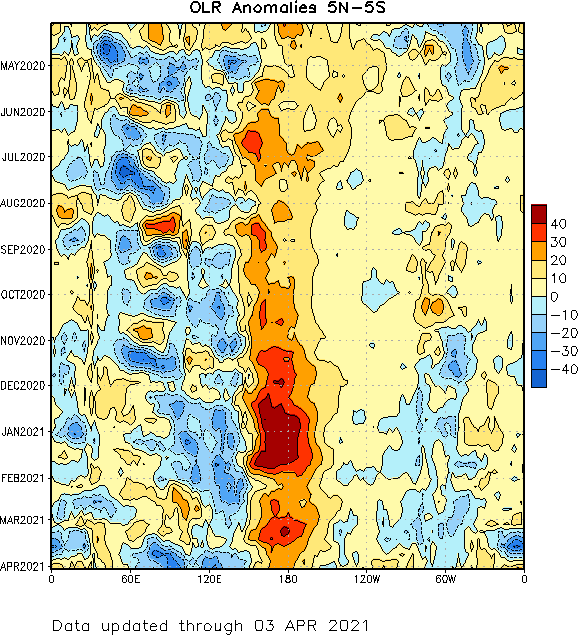 OLR Anomalies 5N-5S
MAY2020
JUN2020
JUL2020
AUG2020
SEP2020
OCT2020
NOV2020
DEC2020
JAN2021
FEB2021
MAR2021
APR2021
0 60E 120E 180 120W 60W 0
40
30
20
10
0
-10
-20
-30
-40
Data updated through 03 APR 2021